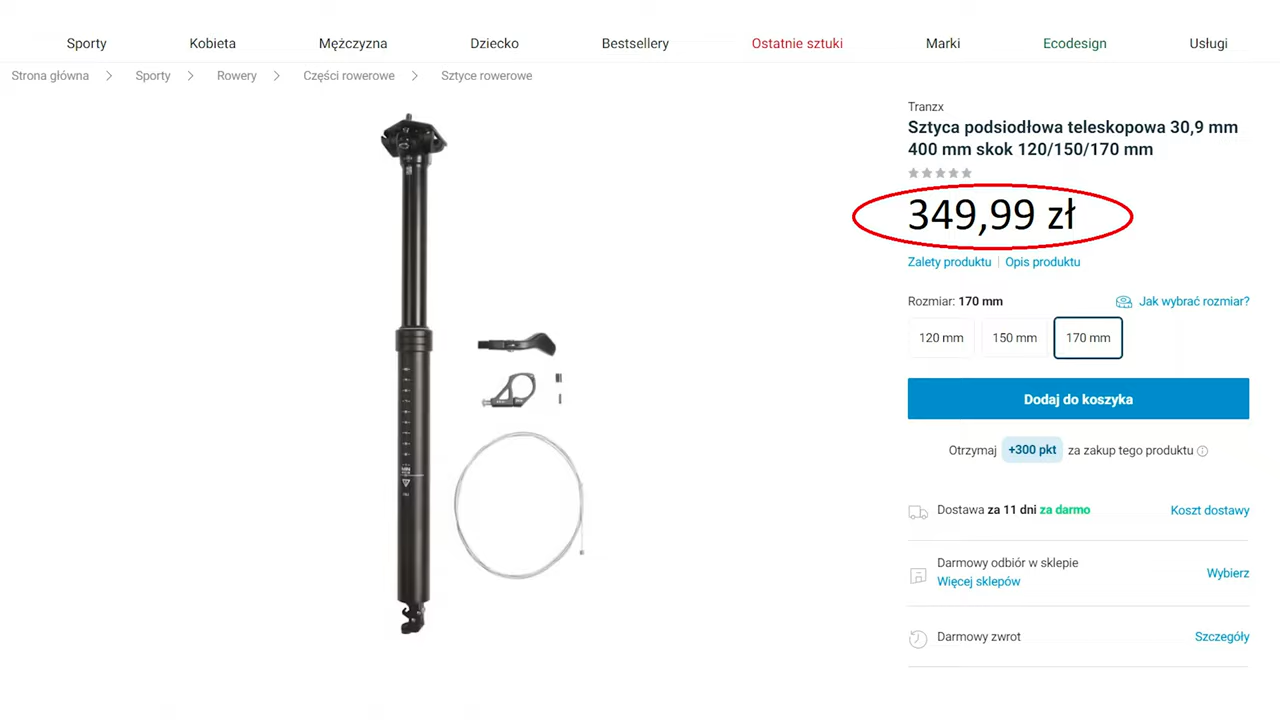 Sporty Kobieta Mężczyzna Dziecko Bestsellery Ostatnie sztuki Marki Ecodesign Usługi
Strona główna Sporty Rowery Części rowerowe Sztyce rowerowe
Tranzx
Sztyca podsiodłowa teleskopowa 30,9 mm
400 mm skok 120/150/170 mm
349,99 zł
Zalety produktu | Opis produktu
Rozmiar: 170 mm Jak wybrać rozmiar?
120 mm 150 mm 170 mm
Dodaj do koszyka
Otrzymaj +300 pkt za zakup tego produktu
Dostawa za 11 dni za darmo Koszt dostawy
Darmowy odbiór w sklepie
Więcej sklepów Wybierz
Darmowy zwrot Szczegóły